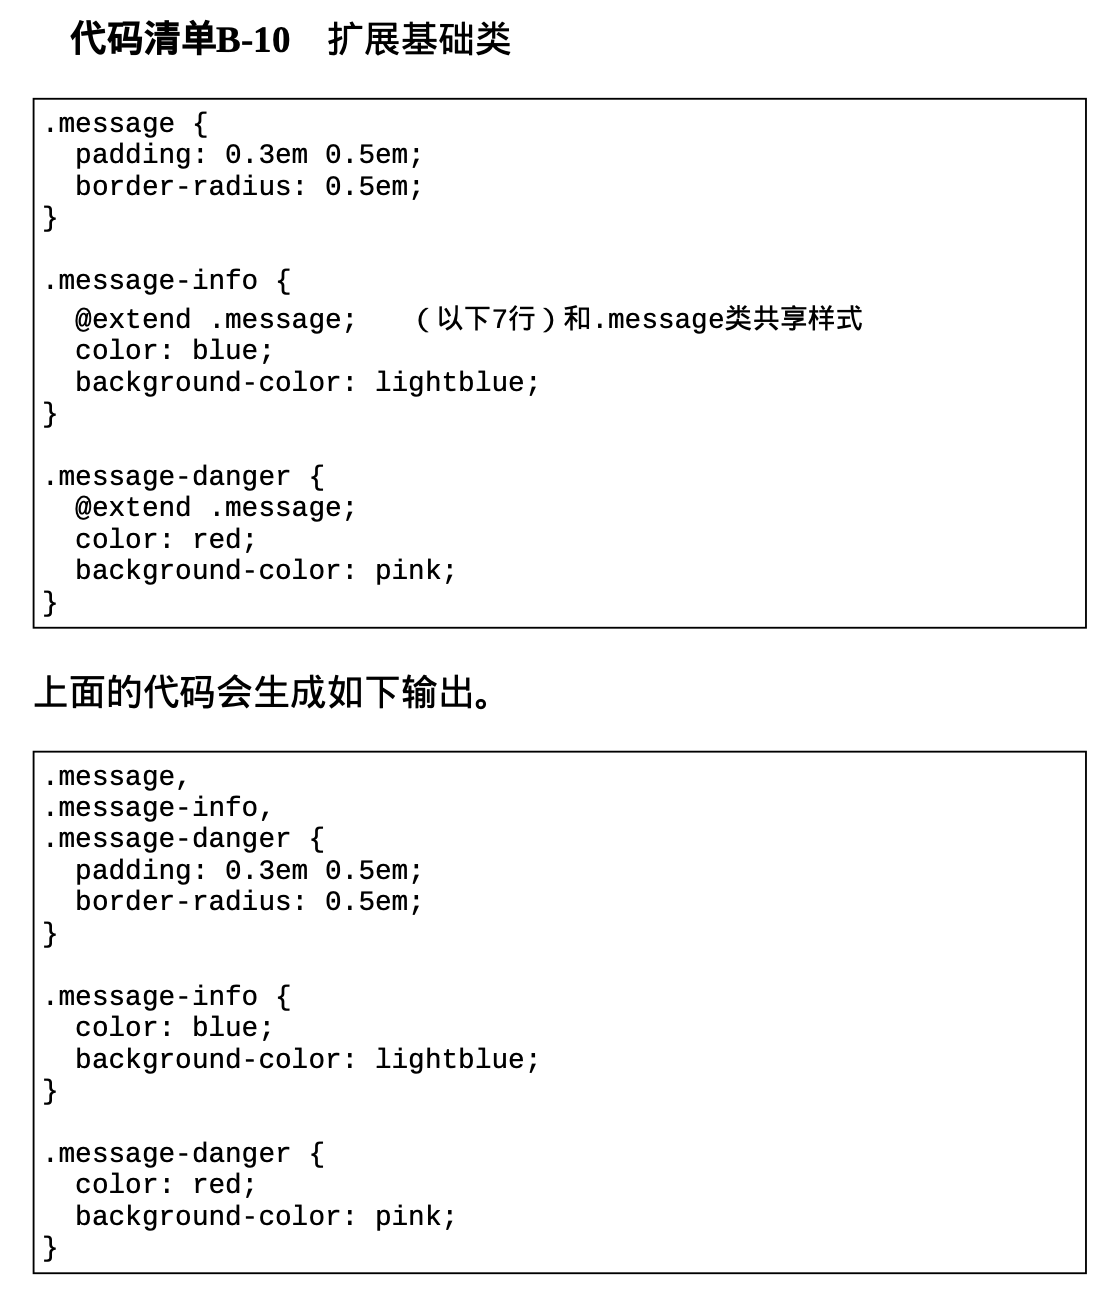 代码清单B-10 扩展基础类
.message {
  padding: 0.3em 0.5em;
  border-radius: 0.5em;
}
.message-info {
  @extend .message;   （以下7行）和.message类共享样式
  color: blue;
  background-color: lightblue;
}
.message-danger {
  @extend .message;
  color: red;
  background-color: pink;
}
上面的代码会生成如下输出。
.message,
.message-info,
.message-danger {
  padding: 0.3em 0.5em;
  border-radius: 0.5em;
}
.message-info {
  color: blue;
  background-color: lightblue;
}
.message-danger {
  color: red;
  background-color: pink;
}